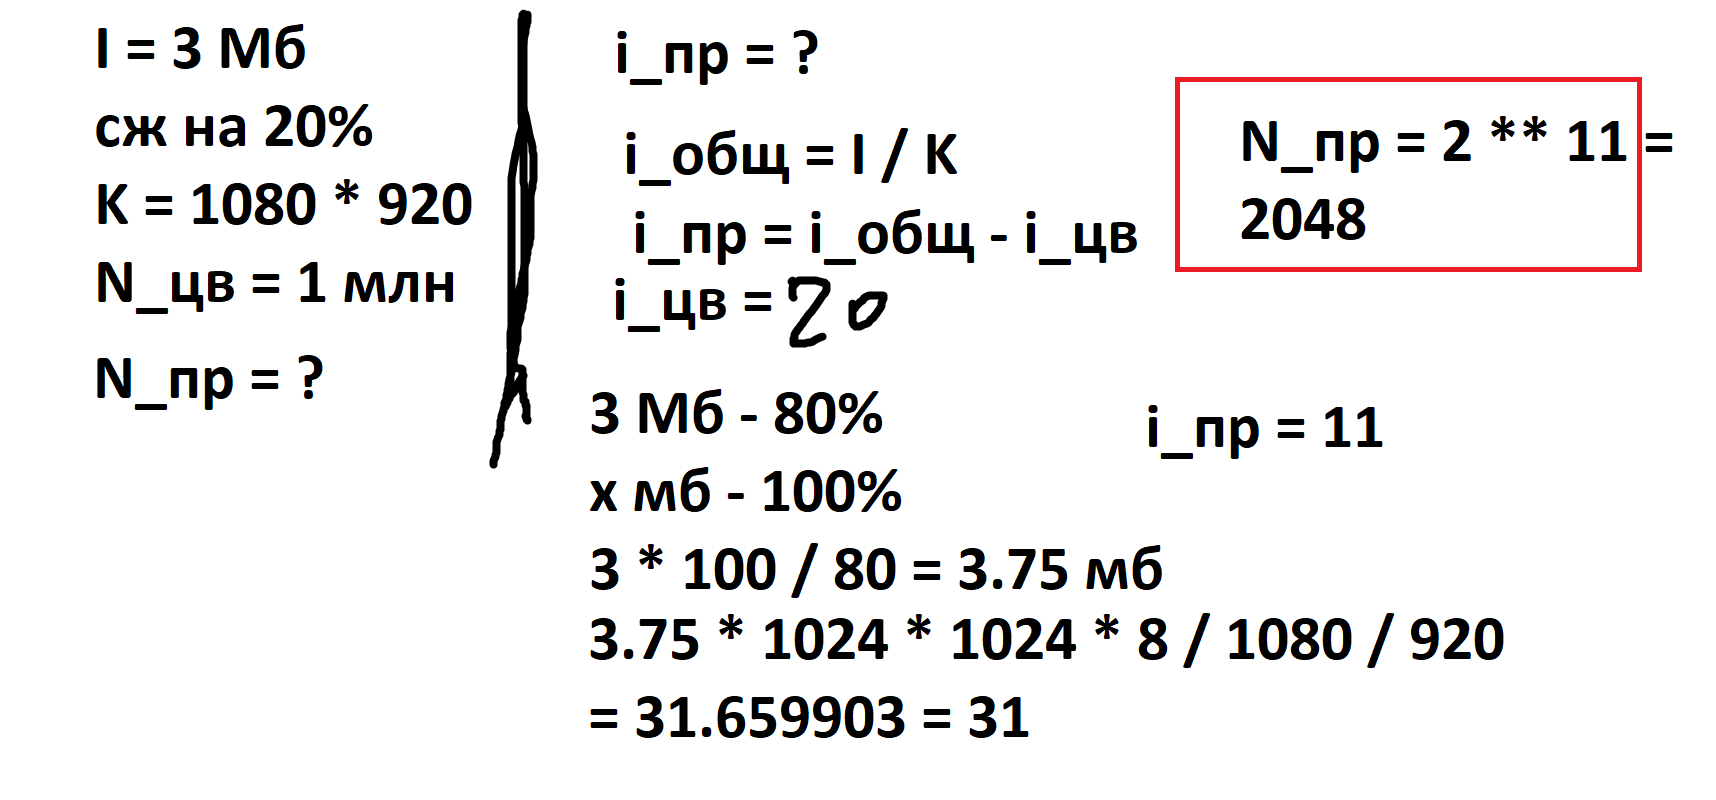 I = 3 Мб
сж на 20%
K = 1080 * 920
N_цв = 1 млн
N_пр = ?
i_пр = ?
i_общ = I / K
i_пр = i_общ - i_цв
i_цв = 20
3 Мб - 80%
х мб - 100%
3 * 100 / 80 = 3.75 мб
3.75 * 1024 * 1024 * 8 / 1080 / 920
= 31.659903 = 31
i_пр = 11
N_пр = 2 ** 11 =
2048